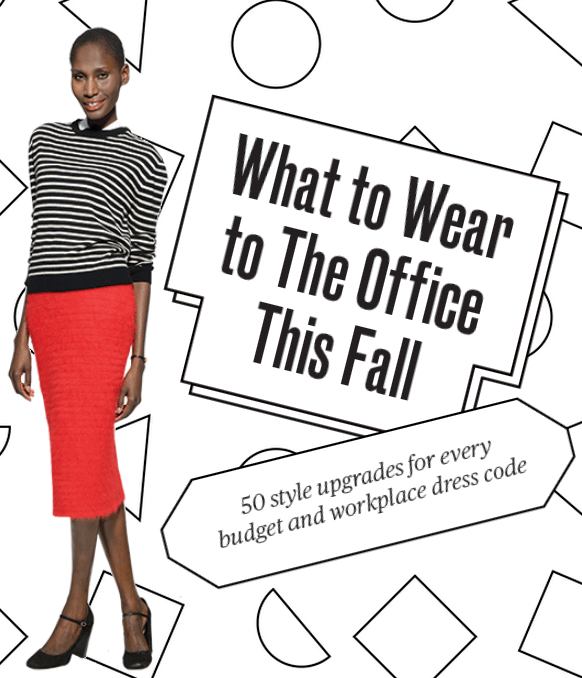 What to Wear
to The Office
This Fall
50 style upgrades for every
budget and workplace dress code